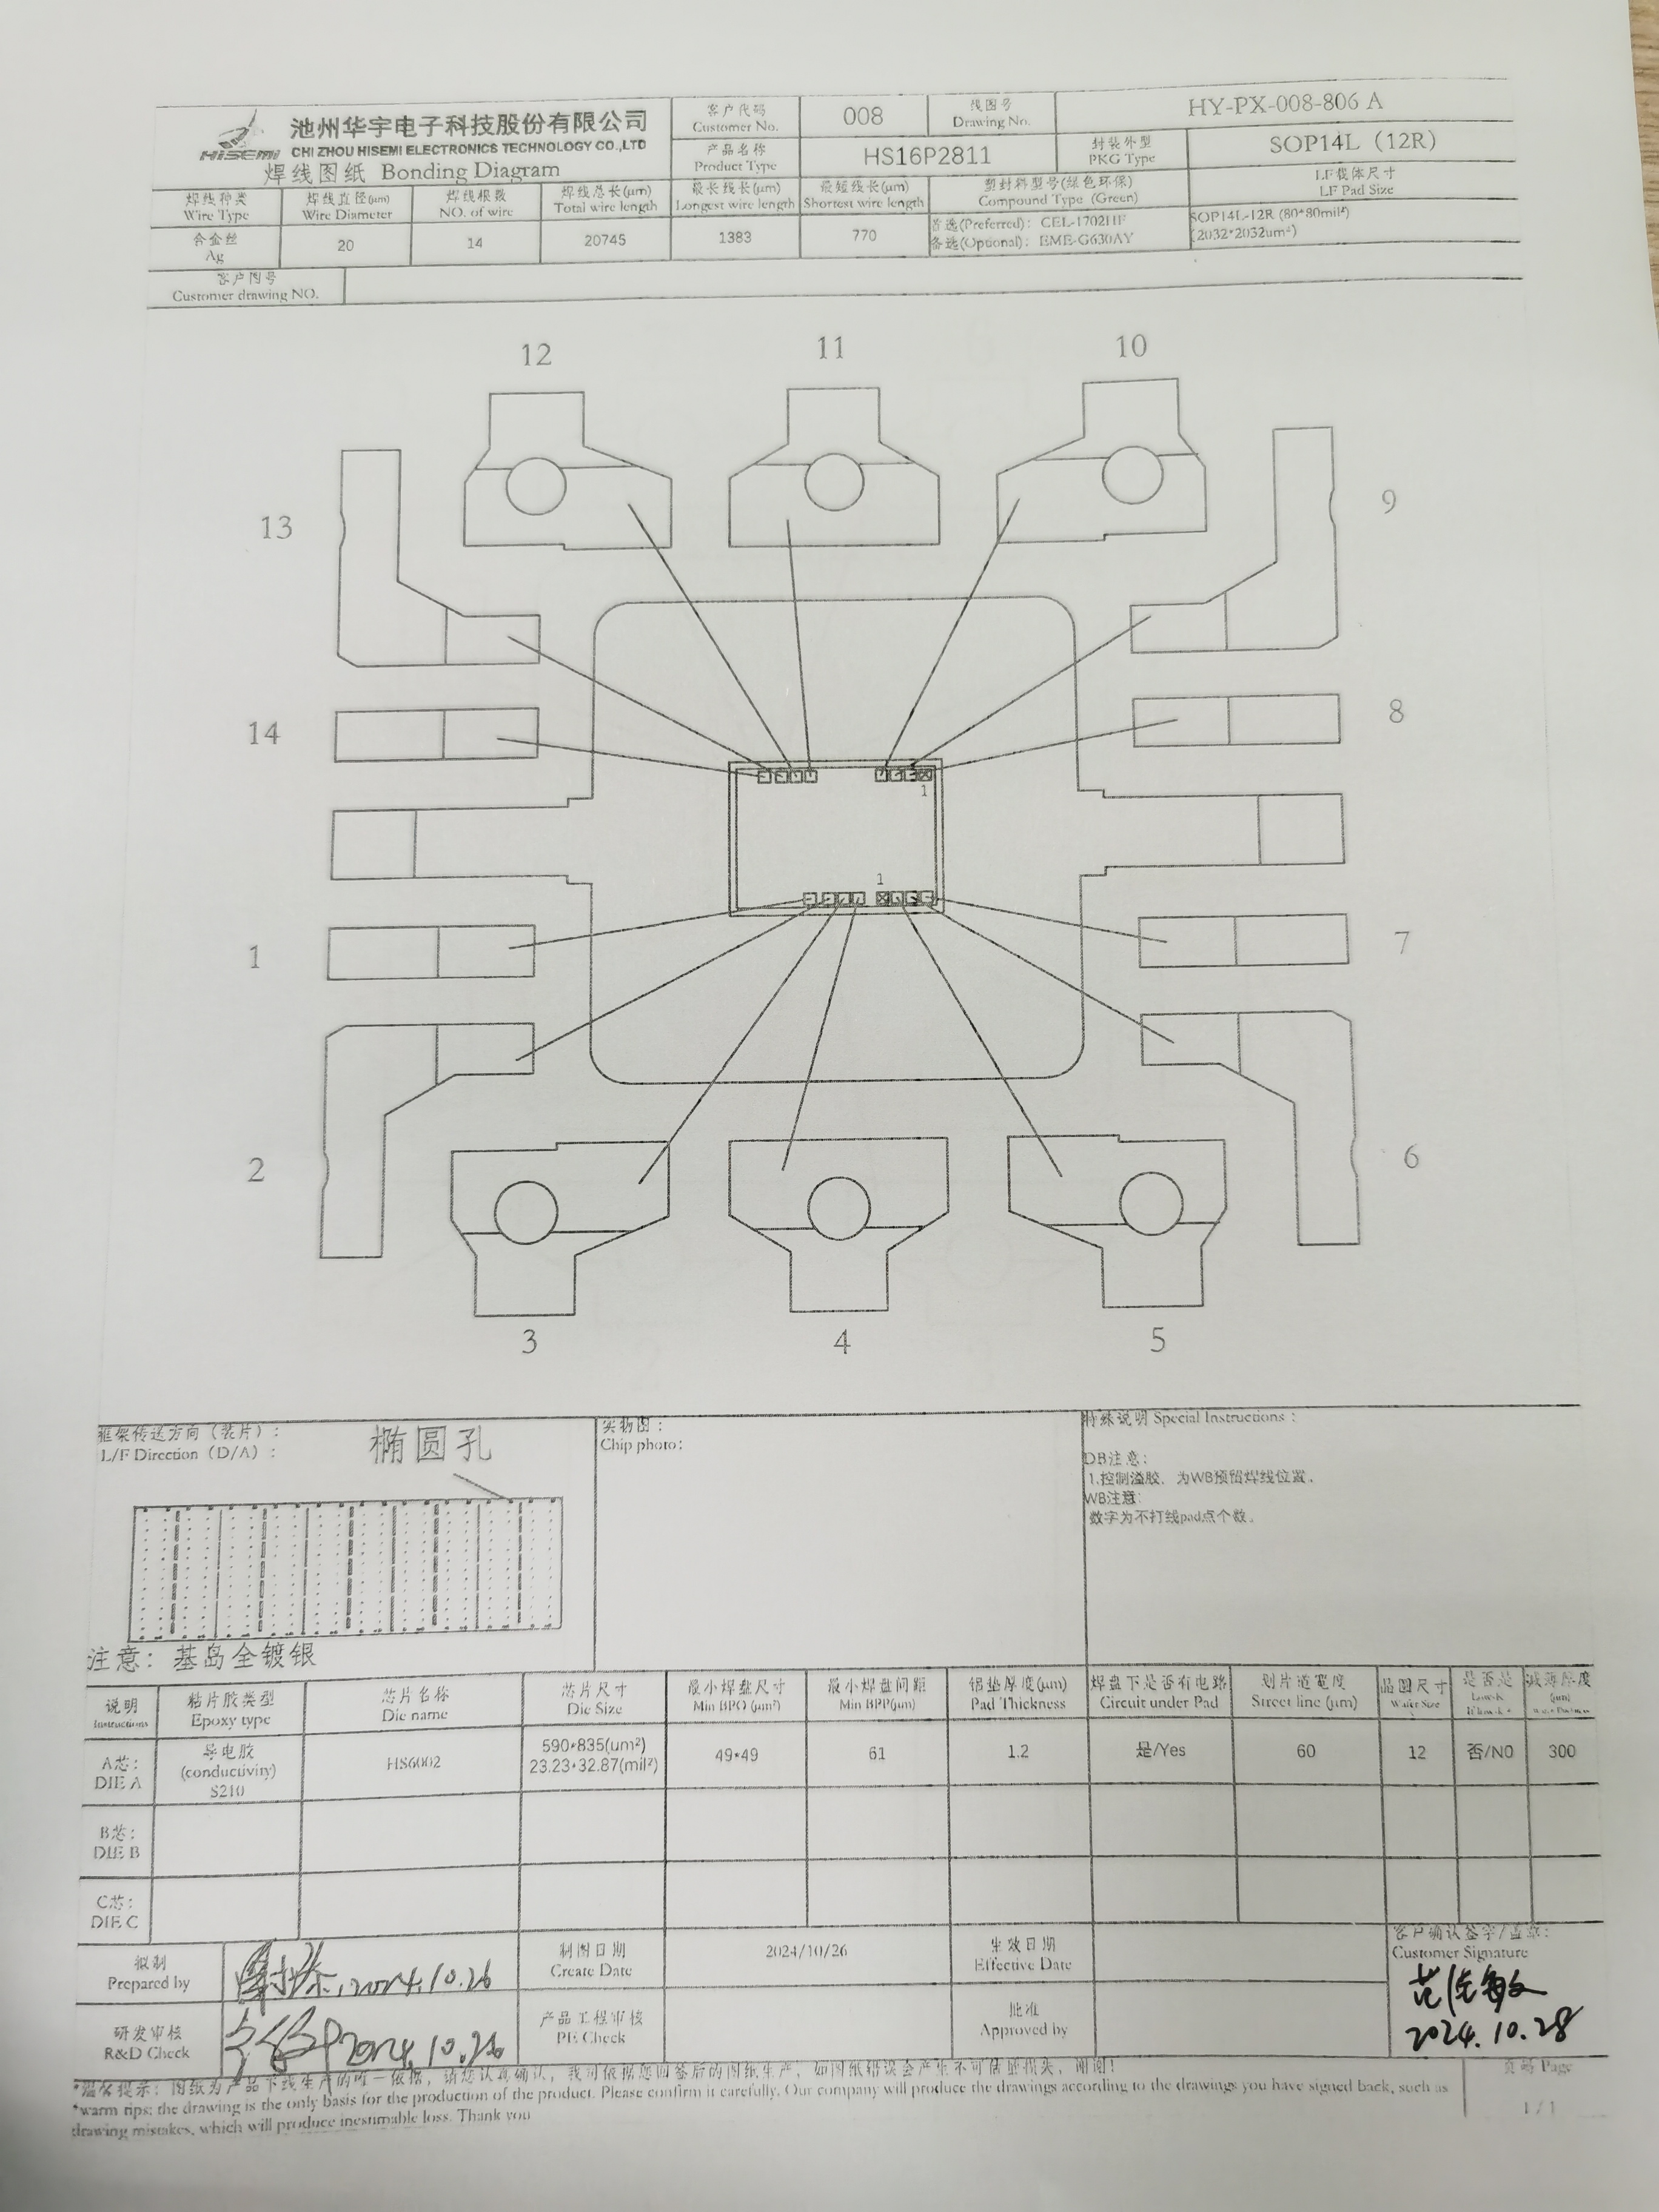 HISEMI
池州华宇电子科技股份有限公司
CHI ZHOU HISEMI ELECTRONICS TECHNOLOGY CO.,LTD
焊线图纸 Bonding Diagram
客户代码
Customer No.
008
线图号
Drawing No.
HY-PX-008-806 A
产品名称
Product Type
HS16P2811
封装外型
PKG Type
SOP14L（12R）
焊线种类
Wire Type
焊线直径(μm)
Wire Diameter
焊线根数
NO. of wire
焊线总长(μm)
Total wire length
最长线长(μm)
Longest wire length
最短线长(μm)
Shortest wire length
塑封料型号(绿色环保)
Compound Type (Green)
LF载体尺寸
LF Pad Size
合金丝
Ag
20
14
20745
1383
770
首选(Preferred): CEL-1702HF
备选(Optional): EME-G630AY
SOP14L-12R (80*80mil²)
(2032*2032um²)
客户图号
Customer drawing NO.
12
11
10
13
9
14
8
1
1
1
7
2
6
3
4
5
框架传送方向（装片）:
L/F Direction（D/A）:
椭圆孔
注意: 基岛全镀银
实物图:
Chip photo:
特殊说明 Special Instructions :
DB注意:
1.控制溢胶，为WB预留焊线位置。
WB注意:
数字为不打线pad点个数。
说明
Instructions
粘片胶类型
Epoxy type
芯片名称
Die name
芯片尺寸
Die Size
最小焊盘尺寸
Min BPO (μm²)
最小焊盘间距
Min BPP(μm)
铝垫厚度(μm)
Pad Thickness
焊盘下是否有电路
Circuit under Pad
划片道宽度
Street line (μm)
晶圆尺寸
Wafer Size
是否是
Low-K
减薄厚度
(μm)
A芯:
DIE A
导电胶
(conductivity)
S210
HS6002
590*835(um²)
23.23*32.87(mil²)
49*49
61
1.2
是/Yes
60
12
否/NO
300
B芯:
DIE B
C芯:
DIE C
拟制
Prepared by
2024.10.26
制图日期
Create Date
2024/10/26
生效日期
Effective Date
客户确认签字/盖章:
Customer Signature
2024.10.28
研发审核
R&D Check
2024.10.26
产品工程审核
PE Check
批准
Approved by
*温馨提示: 图纸为产品下线生产的唯一依据，请您认真确认，我司依据您回签后的图纸生产，如图纸错误会产生不可估量损失，谢谢!
*warm tips: the drawing is the only basis for the production of the product. Please confirm it carefully. Our company will produce the drawings according to the drawings you have signed back, such as
drawing mistakes, which will produce inestimable loss. Thank you
页码 Page
1 / 1